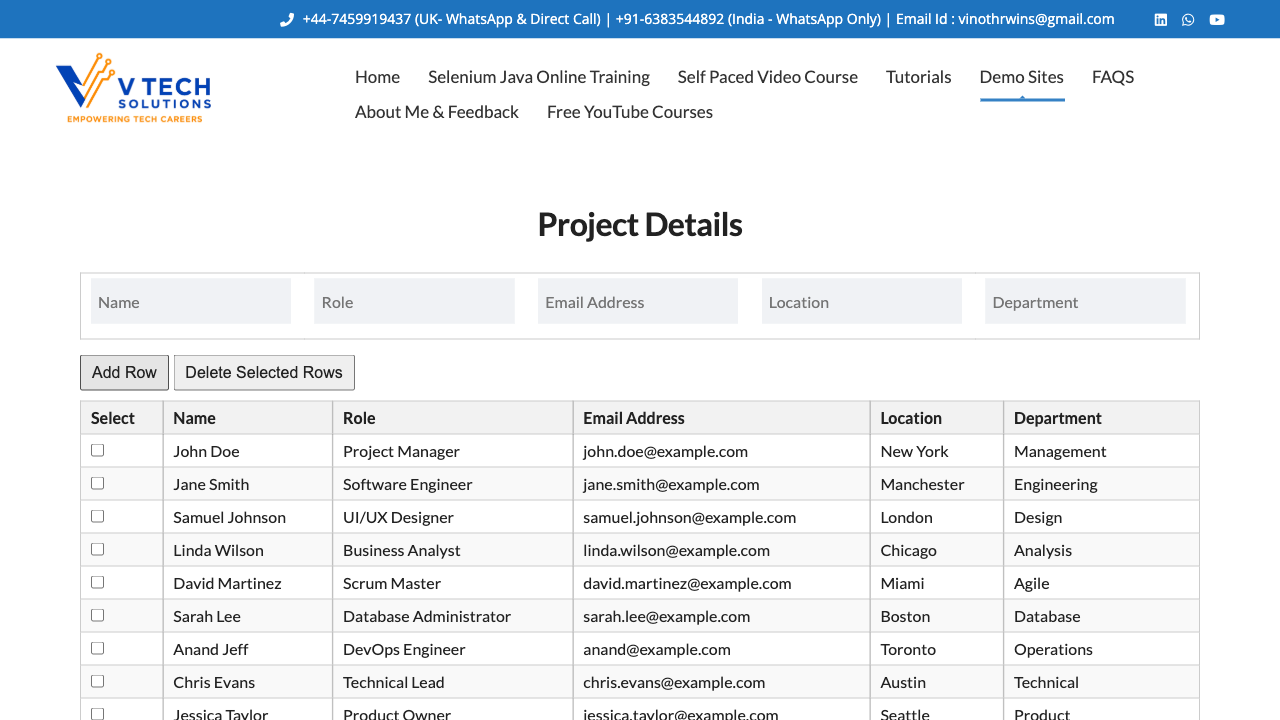 +44-7459919437 (UK- WhatsApp & Direct Call) | +91-6383544892 (India - WhatsApp Only) | Email Id : vinothrwins@gmail.com
V TECH
SOLUTIONS
EMPOWERING TECH CAREERS
Home Selenium Java Online Training Self Paced Video Course Tutorials Demo Sites FAQS
About Me & Feedback Free YouTube Courses
Project Details
Name Role Email Address Location Department
Add Row Delete Selected Rows
Select Name Role Email Address Location Department
John Doe Project Manager john.doe@example.com New York Management
Jane Smith Software Engineer jane.smith@example.com Manchester Engineering
Samuel Johnson UI/UX Designer samuel.johnson@example.com London Design
Linda Wilson Business Analyst linda.wilson@example.com Chicago Analysis
David Martinez Scrum Master david.martinez@example.com Miami Agile
Sarah Lee Database Administrator sarah.lee@example.com Boston Database
Anand Jeff DevOps Engineer anand@example.com Toronto Operations
Chris Evans Technical Lead chris.evans@example.com Austin Technical
Jessica Taylor Product Owner jessica.taylor@example.com Seattle Product